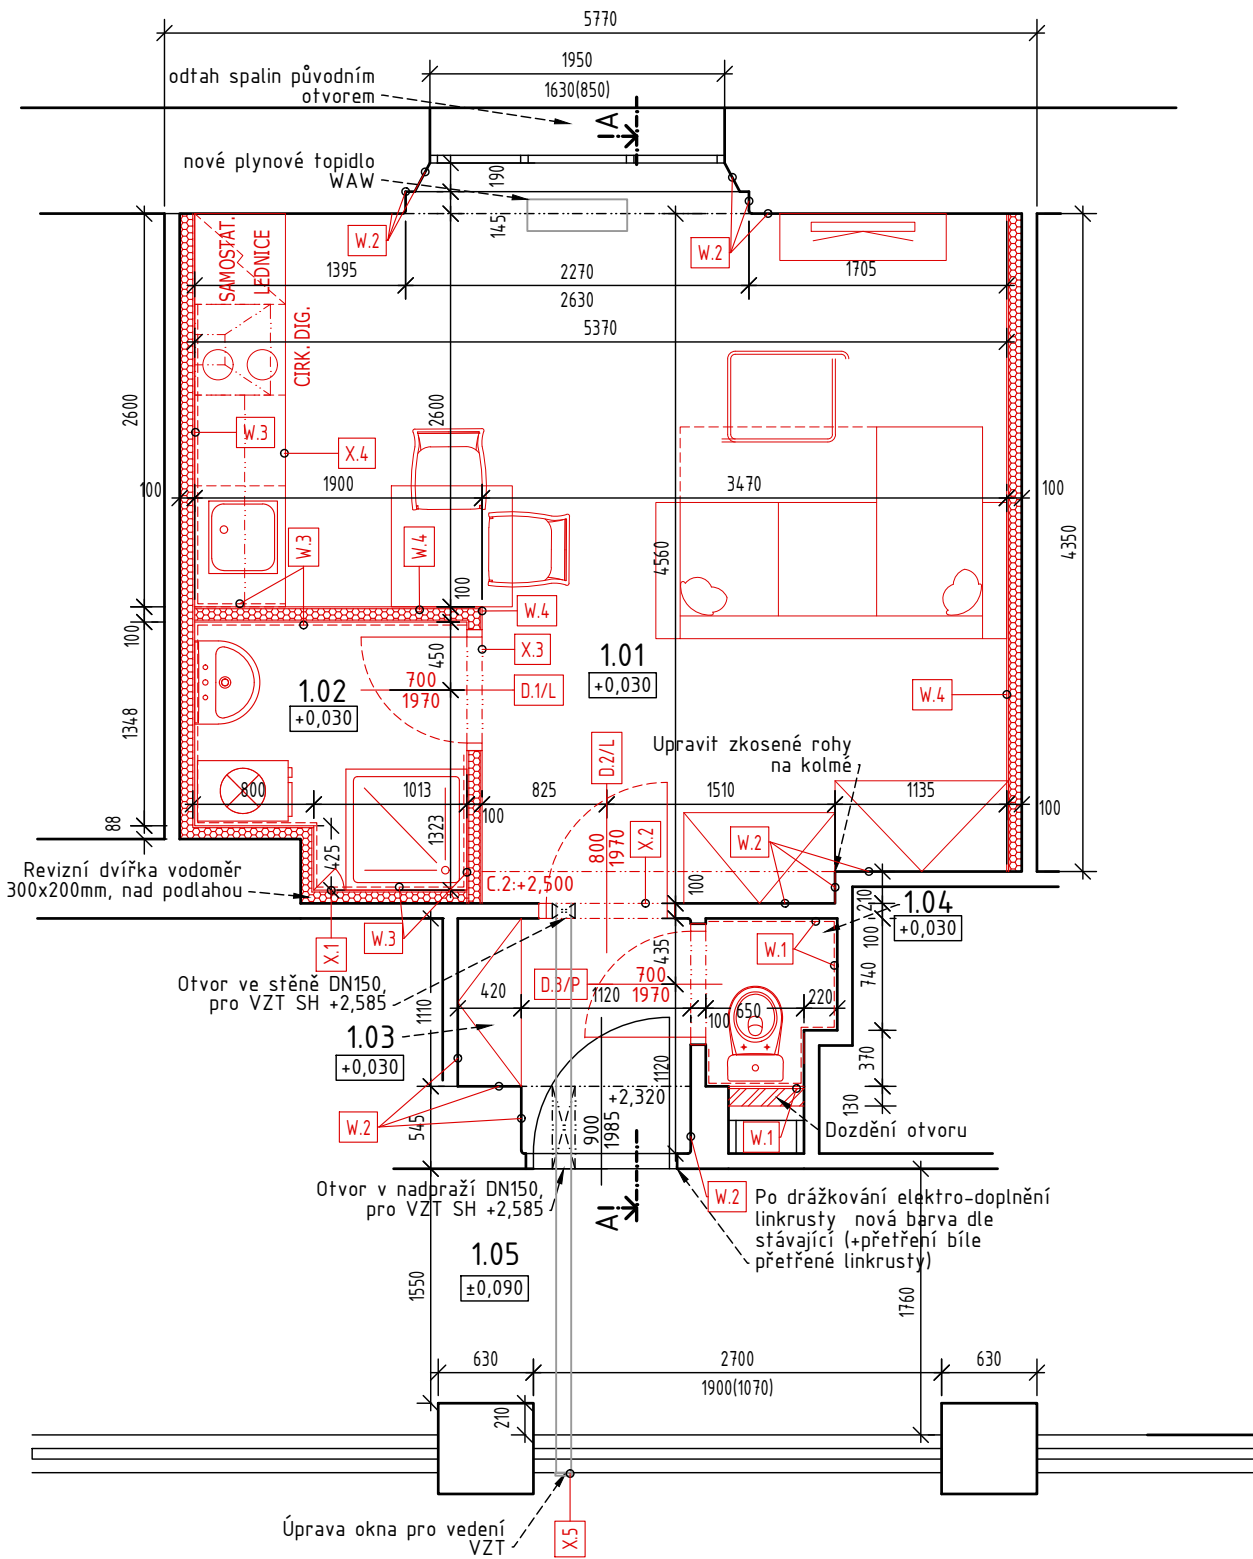 5770
1950
1630(850)
odtah spalin původním
otvorem
A
nové plynové topidlo
WAW
190
145
W.2
W.2
SAMOSTAT.
LEDNICE
CIRK. DIG.
1395
2270
1705
2630
5370
2600
2600
W.3
X.4
100
1900
3470
100
W.3
W.4
4560
4350
100
W.4
100
450
X.3
1.01
+0,030
1.02
+0,030
700
1970
D.1/L
W.4
1348
Upravit zkosené rohy
na kolmé
D.2/L
800
1013
825
1510
1135
100
100
88
1323
425
800
1970
X.2
W.2
Revizní dvířka vodoměr
300x200mm, nad podlahou
C.2:+2,500
100
210
1.04
+0,030
X.1
W.3
W.1
100
435
740
Otvor ve stěně DN150,
pro VZT SH +2,585
D.3/P
700
1970
420
1120
100
650
220
1110
1.03
+0,030
370
1120
+2,320
130
W.2
545
900
1985
W.1
Dozdění otvoru
Otvor v nadpraží DN150,
pro VZT SH +2,585
A
W.2
Po drážkování elektro-doplnění
linkrusty nová barva dle
stávající (+přetření bíle
přetřené linkrusty)
1.05
±0,090
1550
1760
630
2700
630
1900(1070)
210
Úprava okna pro vedení
VZT
X.5